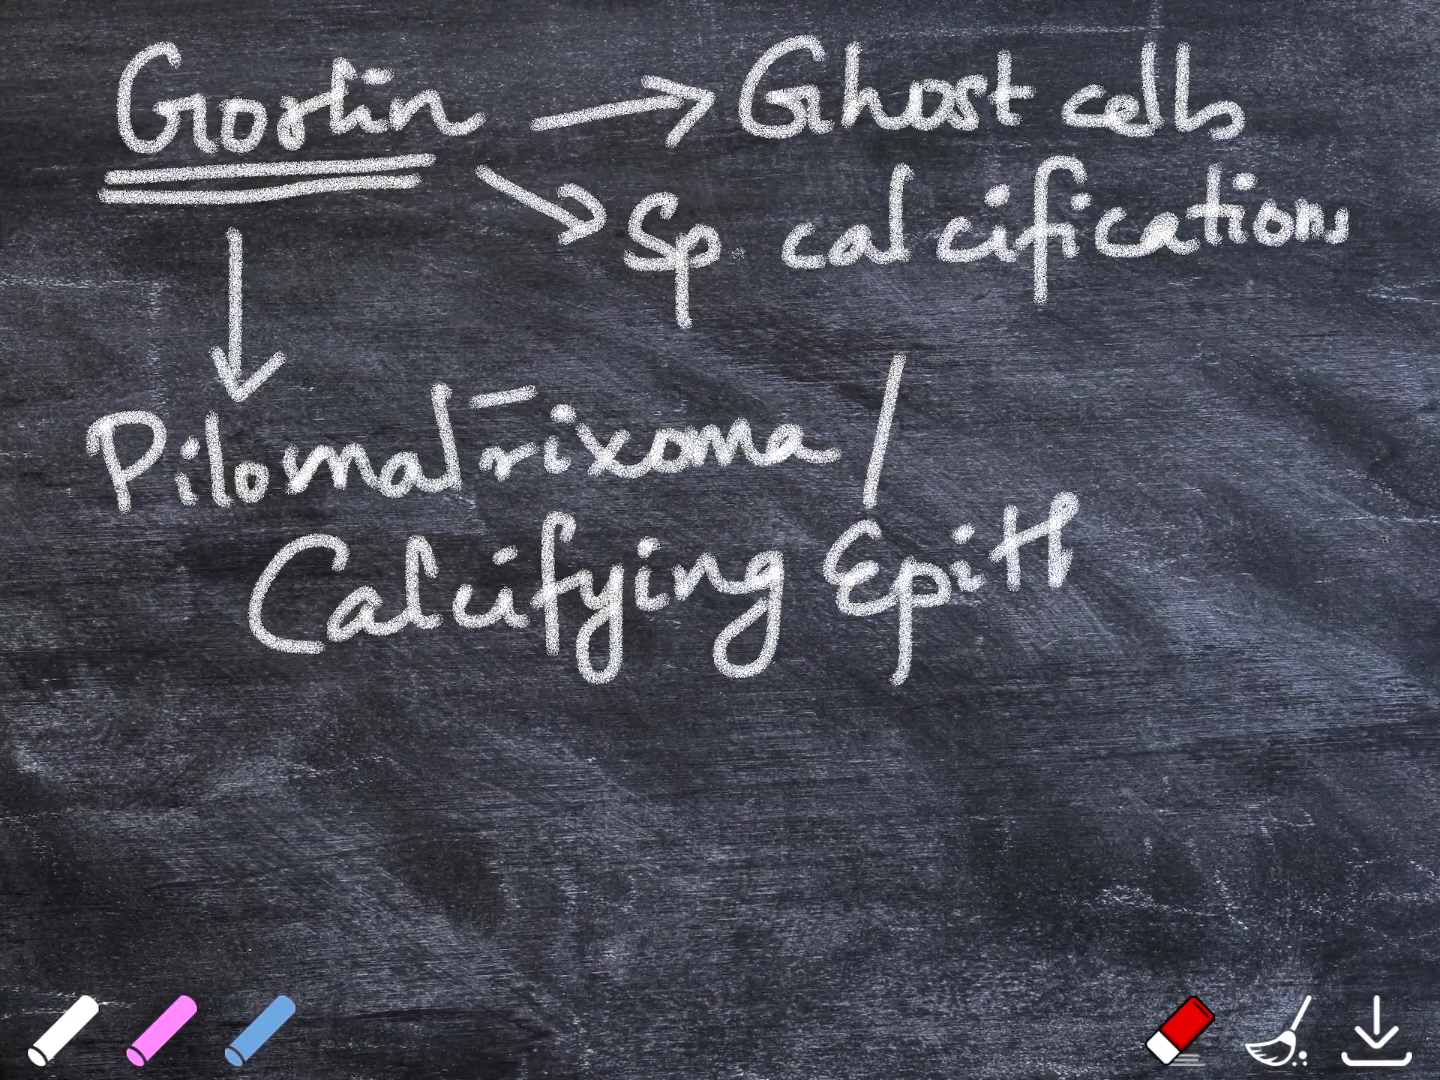 Gorlin → Ghost cells
↘ Sp calcifications
↓
Pilomatrixoma /
Calcifying Epith